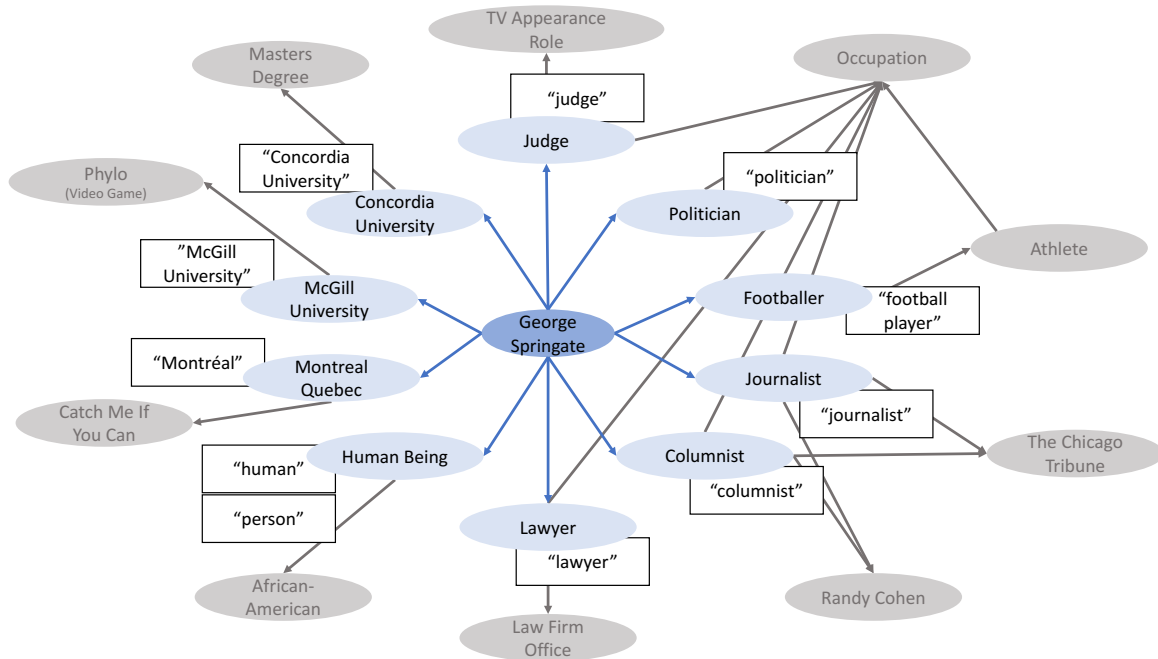 TV Appearance
Role
Masters
Degree
Occupation
"judge"
Judge
"Concordia
University"
"politician"
Phylo
(Video Game)
Concordia
University
Politician
"McGill
University"
Athlete
McGill
University
Footballer
"football
player"
George
Springate
"Montréal"
Montreal
Quebec
Journalist
"journalist"
Catch Me If
You Can
"human"
Human Being
Columnist
The Chicago
Tribune
"columnist"
"person"
Lawyer
"lawyer"
African-
American
Randy Cohen
Law Firm
Office